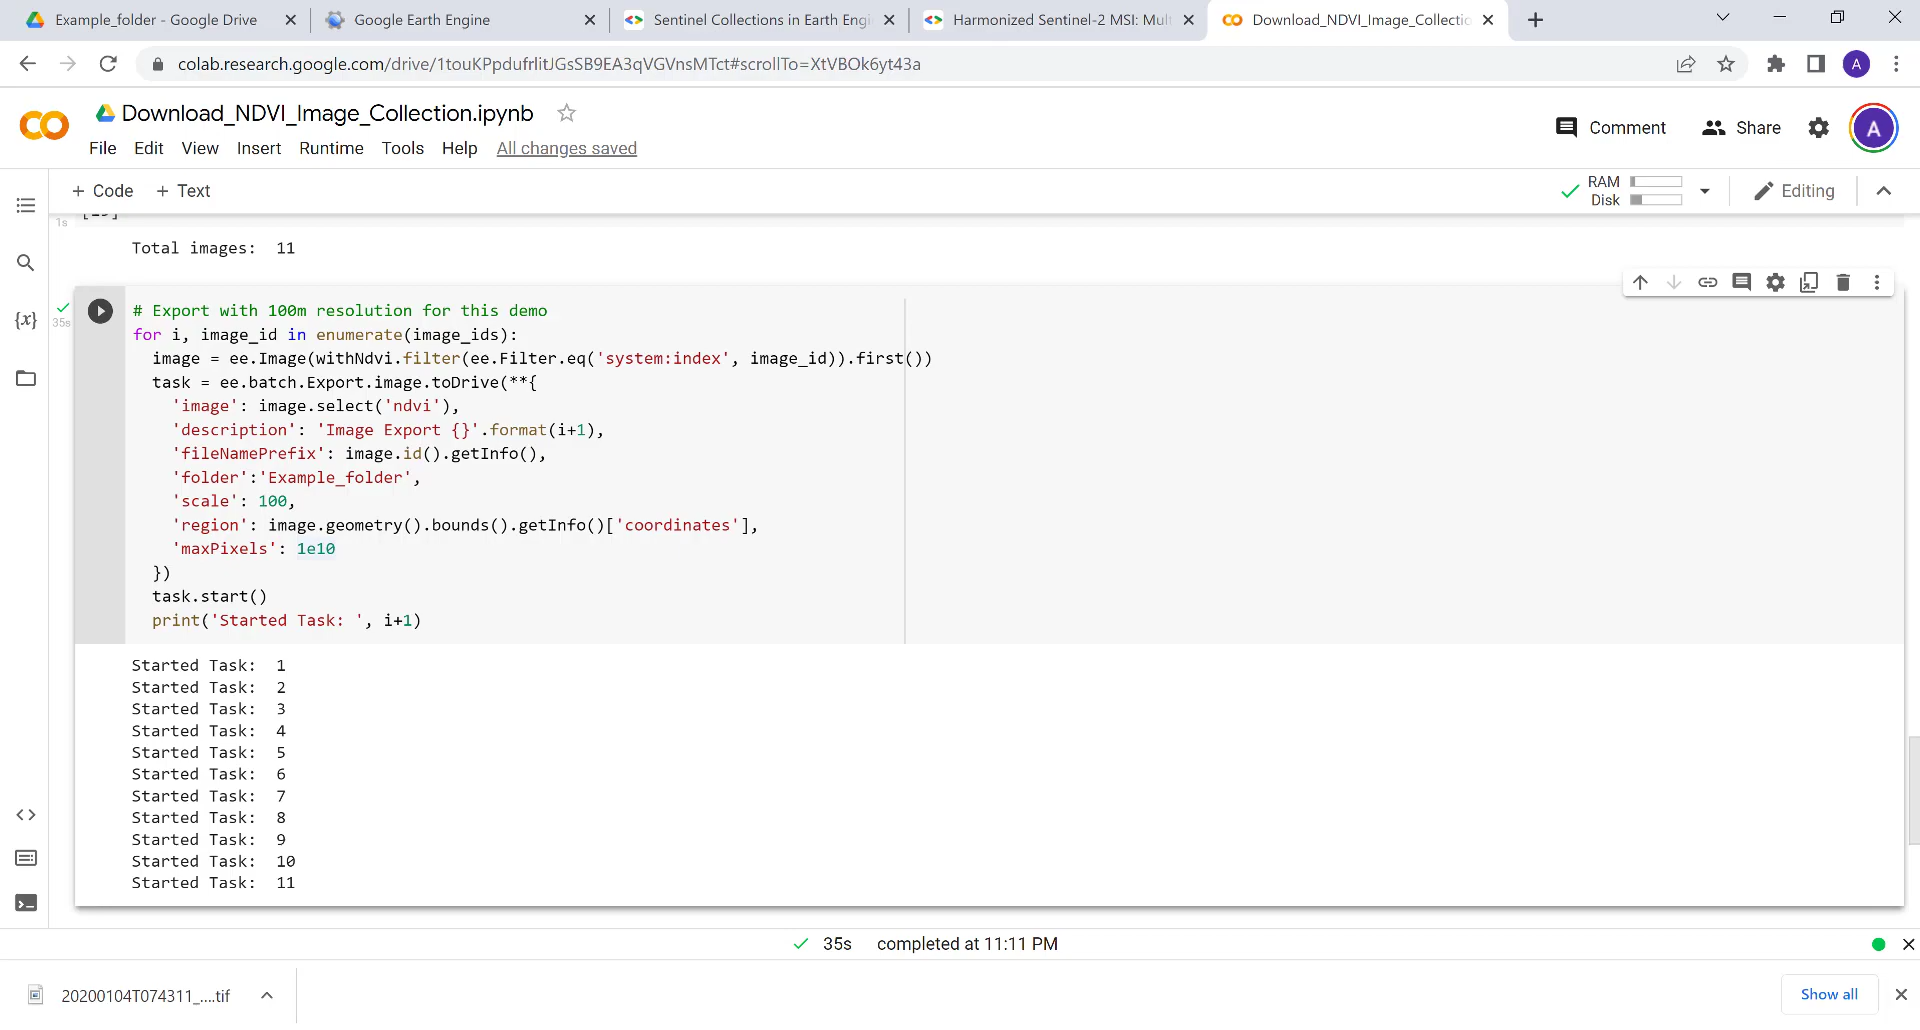 Example_folder - Google Drive
Google Earth Engine
Sentinel Collections in Earth Engi
Harmonized Sentinel-2 MSI: Mult
Download_NDVI_Image_Collectio
colab.research.google.com/drive/1touKPpdufrlitJGsSB9EA3qVGVnsMTct#scrollTo=XtVBOk6yt43a
A
Download_NDVI_Image_Collection.ipynb
Comment
Share
A
File Edit View Insert Runtime Tools Help All changes saved
+ Code + Text
RAM
Disk
Editing
1s
Total images:  11
35s
# Export with 100m resolution for this demo
for i, image_id in enumerate(image_ids):
  image = ee.Image(withNdvi.filter(ee.Filter.eq('system:index', image_id)).first())
  task = ee.batch.Export.image.toDrive(**{
    'image': image.select('ndvi'),
    'description': 'Image Export {}'.format(i+1),
    'fileNamePrefix': image.id().getInfo(),
    'folder':'Example_folder',
    'scale': 100,
    'region': image.geometry().bounds().getInfo()['coordinates'],
    'maxPixels': 1e10
  })
  task.start()
  print('Started Task: ', i+1)
Started Task:  1
Started Task:  2
Started Task:  3
Started Task:  4
Started Task:  5
Started Task:  6
Started Task:  7
Started Task:  8
Started Task:  9
Started Task:  10
Started Task:  11
35s completed at 11:11 PM
20200104T074311_....tif
Show all